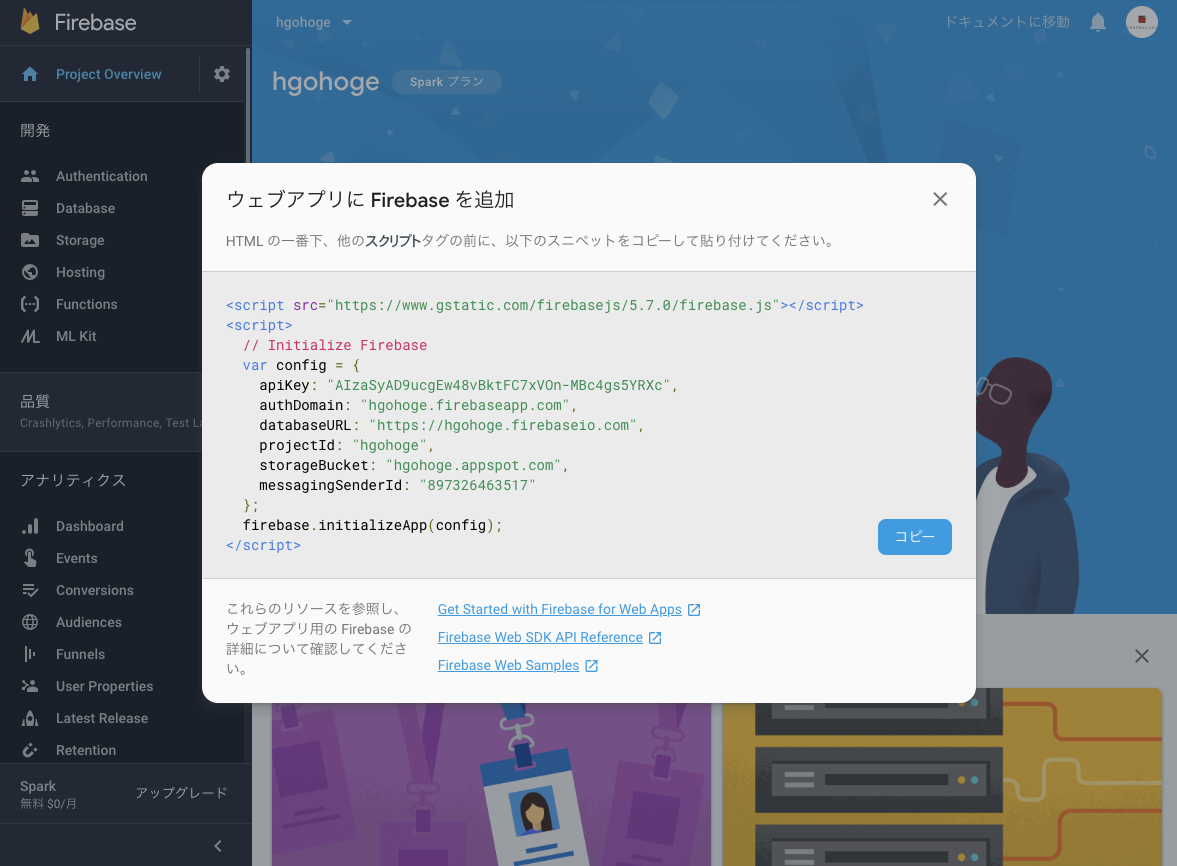 Firebase
hgohoge
ドキュメントに移動
Project Overview
hgohoge
Spark プラン
開発
Authentication
Database
Storage
Hosting
Functions
ML Kit
品質
Crashlytics, Performance, Test La
アナリティクス
Dashboard
Events
Conversions
Audiences
Funnels
User Properties
Latest Release
Retention
Spark
無料 $0/月
アップグレード
ウェブアプリに Firebase を追加
HTML の一番下、他のスクリプトタグの前に、以下のスニペットをコピーして貼り付けてください。
<script src="https://www.gstatic.com/firebasejs/5.7.0/firebase.js"></script>
<script>
// Initialize Firebase
var config = {
apiKey: "AIzaSyAD9ucgEw48vBktFC7xVOn-MBc4gs5YRXc",
authDomain: "hgohoge.firebaseapp.com",
databaseURL: "https://hgohoge.firebaseio.com",
projectId: "hgohoge",
storageBucket: "hgohoge.appspot.com",
messagingSenderId: "897326463517"
};
firebase.initializeApp(config);
</script>
コピー
これらのリソースを参照し、
ウェブアプリ用の Firebase の
詳細について確認してくださ
い。
Get Started with Firebase for Web Apps
Firebase Web SDK API Reference
Firebase Web Samples